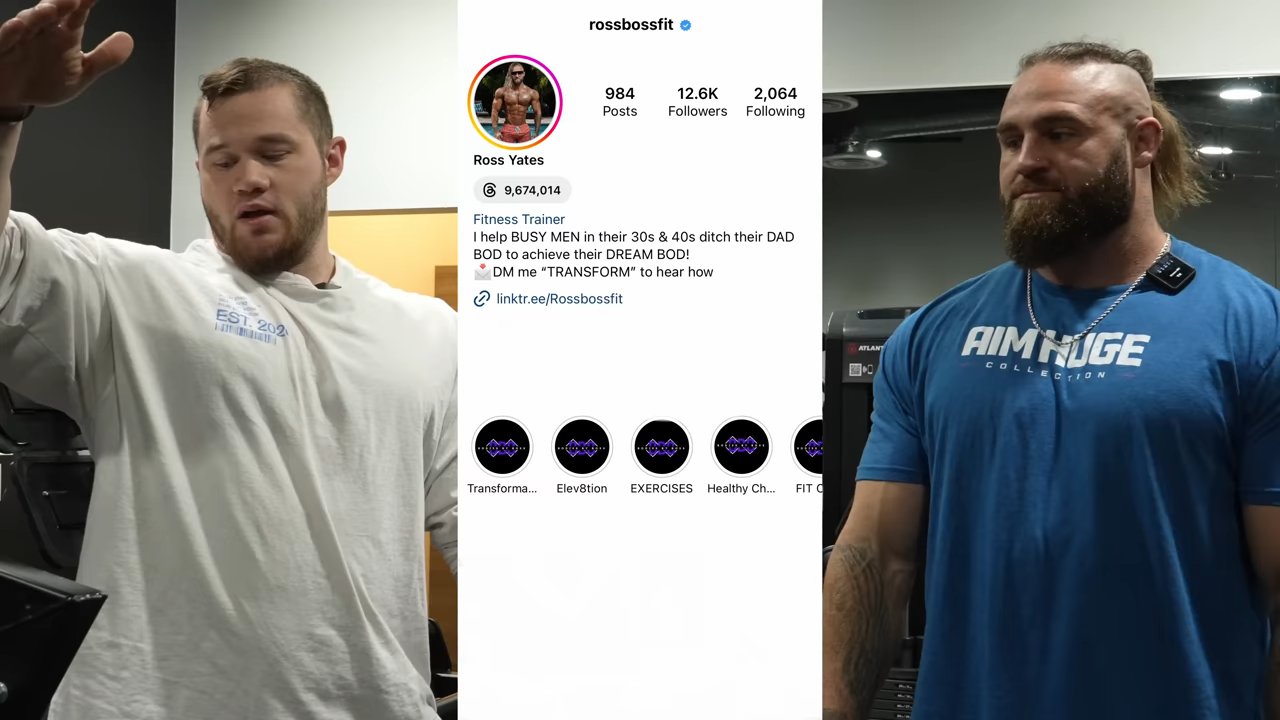 EST. 202
rossbossfit
984
Posts
12.6K
Followers
2,064
Following
Ross Yates
9,674,014
Fitness Trainer
I help BUSY MEN in their 30s & 40s ditch their DAD
BOD to achieve their DREAM BOD!
📩DM me “TRANSFORM” to hear how
linktr.ee/Rossbossfit
Transforma...
Elev8tion
EXERCISES
Healthy Ch...
FIT C
AIM HUGE
COLLECTION
ATLANT